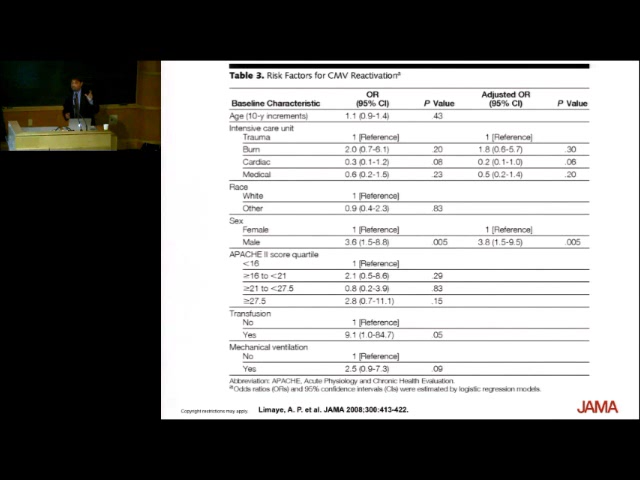 Table 3. Risk Factors for CMV Reactivationa
Baseline Characteristic OR (95% CI) P Value Adjusted OR (95% CI) P Value
Age (10-y increments) 1.1 (0.9-1.4) .43
Intensive care unit
Trauma 1 [Reference] 1 [Reference]
Burn 2.0 (0.7-6.1) .20 1.8 (0.6-5.7) .30
Cardiac 0.3 (0.1-1.2) .08 0.2 (0.1-1.0) .06
Medical 0.6 (0.2-1.5) .23 0.5 (0.2-1.4) .20
Race
White 1 [Reference]
Other 0.9 (0.4-2.3) .83
Sex
Female 1 [Reference] 1 [Reference]
Male 3.6 (1.5-8.8) .005 3.8 (1.5-9.5) .005
APACHE II score quartile
<16 1 [Reference]
≥16 to <21 2.1 (0.5-8.6) .29
≥21 to <27.5 0.8 (0.2-3.9) .83
≥27.5 2.8 (0.7-11.1) .15
Transfusion
No 1 [Reference]
Yes 9.1 (1.0-84.7) .05
Mechanical ventilation
No 1 [Reference]
Yes 2.5 (0.9-7.3) .09
Abbreviation: APACHE, Acute Physiology and Chronic Health Evaluation.
aOdds ratios (ORs) and 95% confidence intervals (CIs) were estimated by logistic regression models.
Copyright restrictions may apply.
Limaye, A. P. et al. JAMA 2008;300:413-422.
JAMA